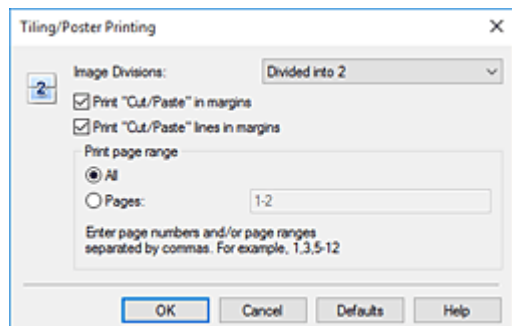 Tiling/Poster Printing
Image Divisions: Divided into 2
2
Print "Cut/Paste" in margins
Print "Cut/Paste" lines in margins
Print page range
All
Pages: 1-2
Enter page numbers and/or page ranges
separated by commas. For example, 1,3,5-12
OK Cancel Defaults Help